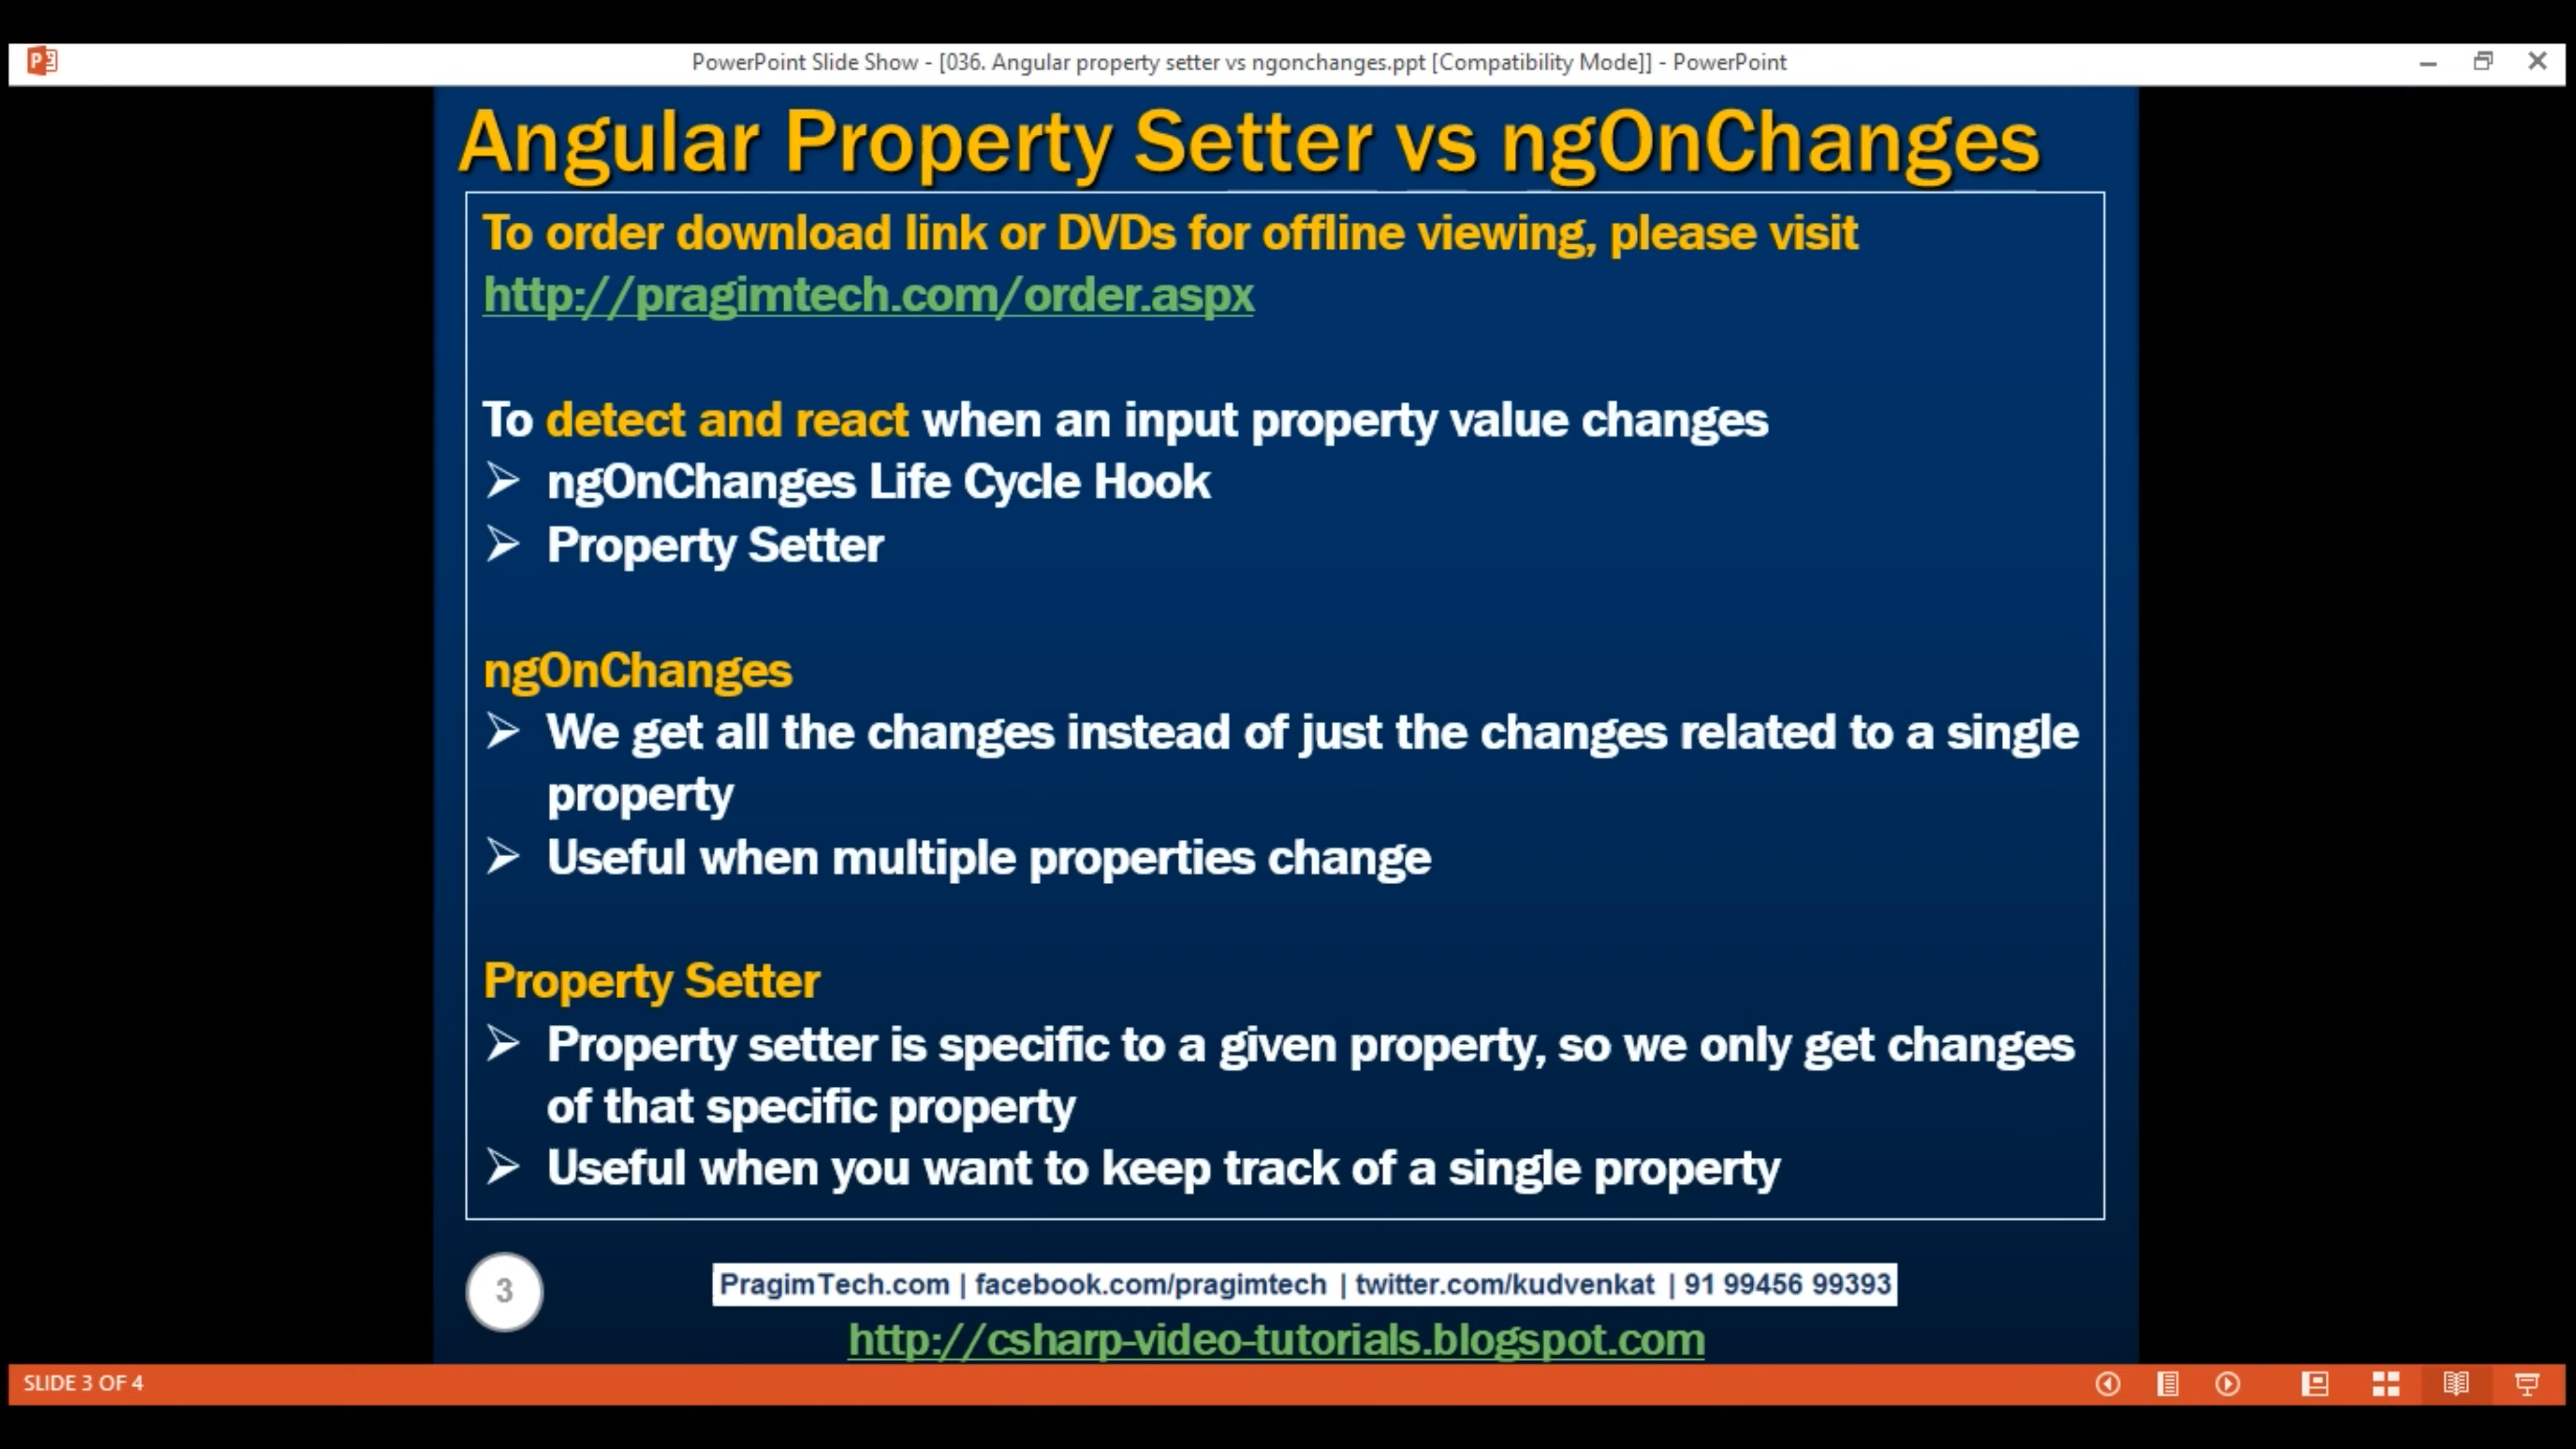 PowerPoint Slide Show - [036. Angular property setter vs ngonchanges.ppt [Compatibility Mode]] - PowerPoint
Angular Property Setter vs ngOnChanges
To order download link or DVDs for offline viewing, please visit
http://pragimtech.com/order.aspx
To detect and react when an input property value changes
ngOnChanges Life Cycle Hook
Property Setter
ngOnChanges
We get all the changes instead of just the changes related to a single
property
Useful when multiple properties change
Property Setter
Property setter is specific to a given property, so we only get changes
of that specific property
Useful when you want to keep track of a single property
3
PragimTech.com | facebook.com/pragimtech | twitter.com/kudvenkat | 91 99456 99393
http://csharp-video-tutorials.blogspot.com
SLIDE 3 OF 4